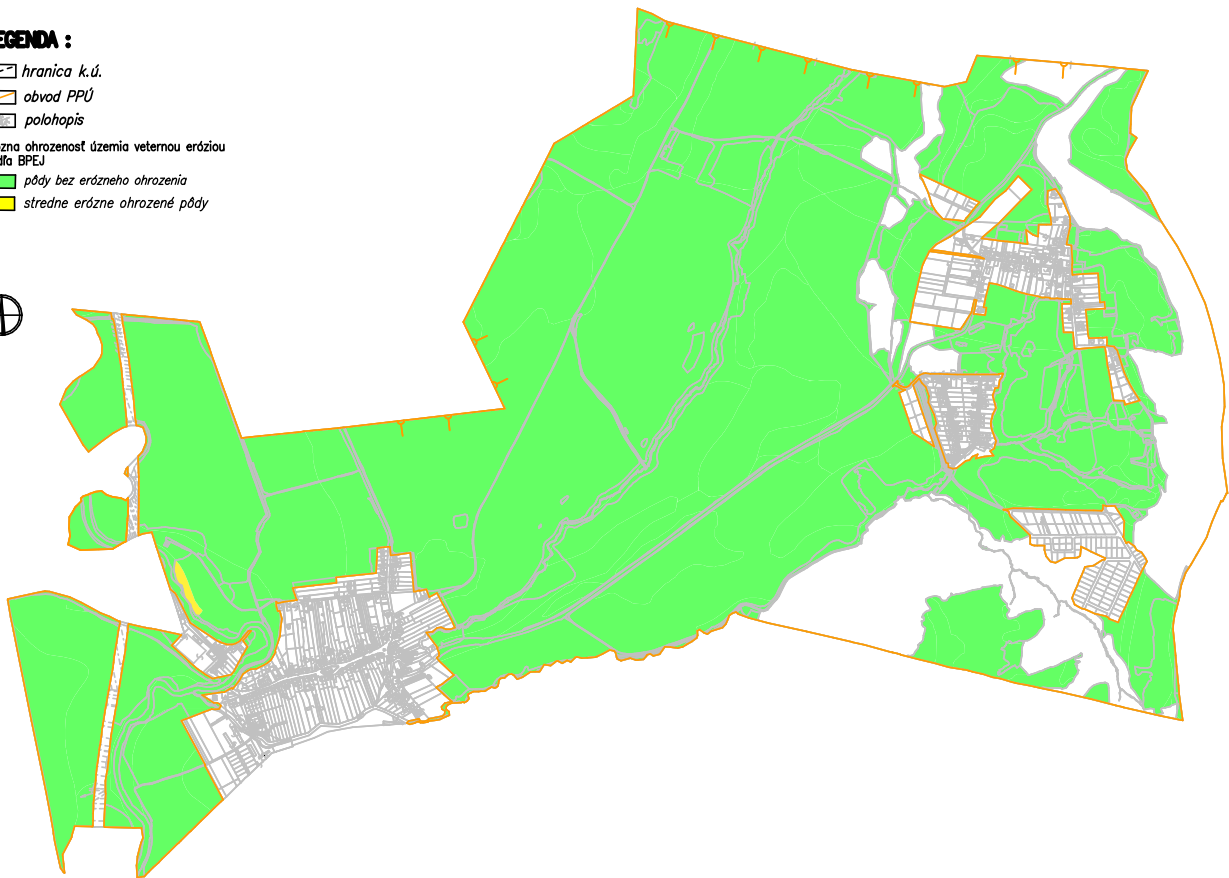 EGENDA :
hranica k.ú.
obvod PPÚ
polohopis
ózna ohrozenosť územia veternou eróziou
dľa BPEJ
pôdy bez erózneho ohrozenia
stredne erózne ohrozené pôdy